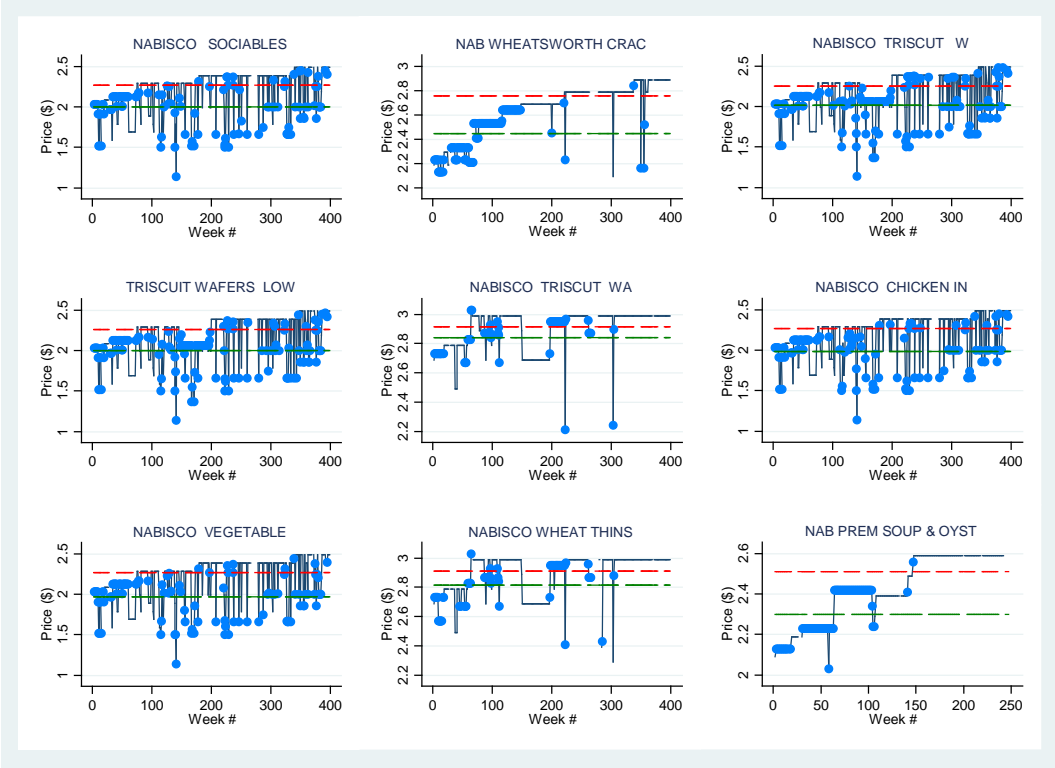 NABISCO SOCIABLES
Price ($)
2.5
2
1.5
1
0 100 200 300 400
Week #
NAB WHEATSWORTH CRAC
Price ($)
3
2.8
2.6
2.4
2.2
2
0 100 200 300 400
Week #
NABISCO TRISCUT W
Price ($)
2.5
2
1.5
1
0 100 200 300 400
Week #
TRISCUIT WAFERS LOW
Price ($)
2.5
2
1.5
1
0 100 200 300 400
Week #
NABISCO TRISCUT WA
Price ($)
3
2.8
2.6
2.4
2.2
0 100 200 300 400
Week #
NABISCO CHICKEN IN
Price ($)
2.5
2
1.5
1
0 100 200 300 400
Week #
NABISCO VEGETABLE
Price ($)
2.5
2
1.5
1
0 100 200 300 400
Week #
NABISCO WHEAT THINS
Price ($)
3
2.8
2.6
2.4
2.2
0 100 200 300 400
Week #
NAB PREM SOUP & OYST
Price ($)
2.6
2.4
2.2
2
0 50 100 150 200 250
Week #